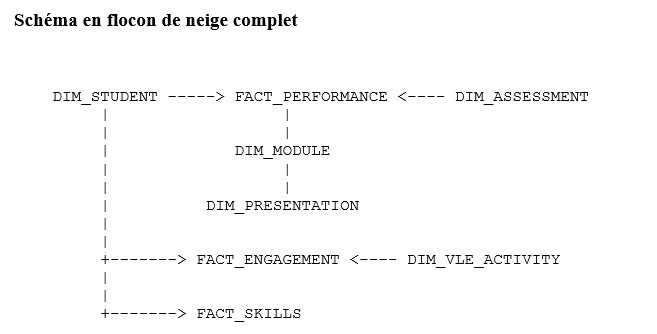 Schéma en flocon de neige complet
DIM_STUDENT -----> FACT_PERFORMANCE <---- DIM_ASSESSMENT
| |
| |
| DIM_MODULE
| |
| |
| DIM_PRESENTATION
|
|
+-------> FACT_ENGAGEMENT <---- DIM_VLE_ACTIVITY
|
|
+-------> FACT_SKILLS